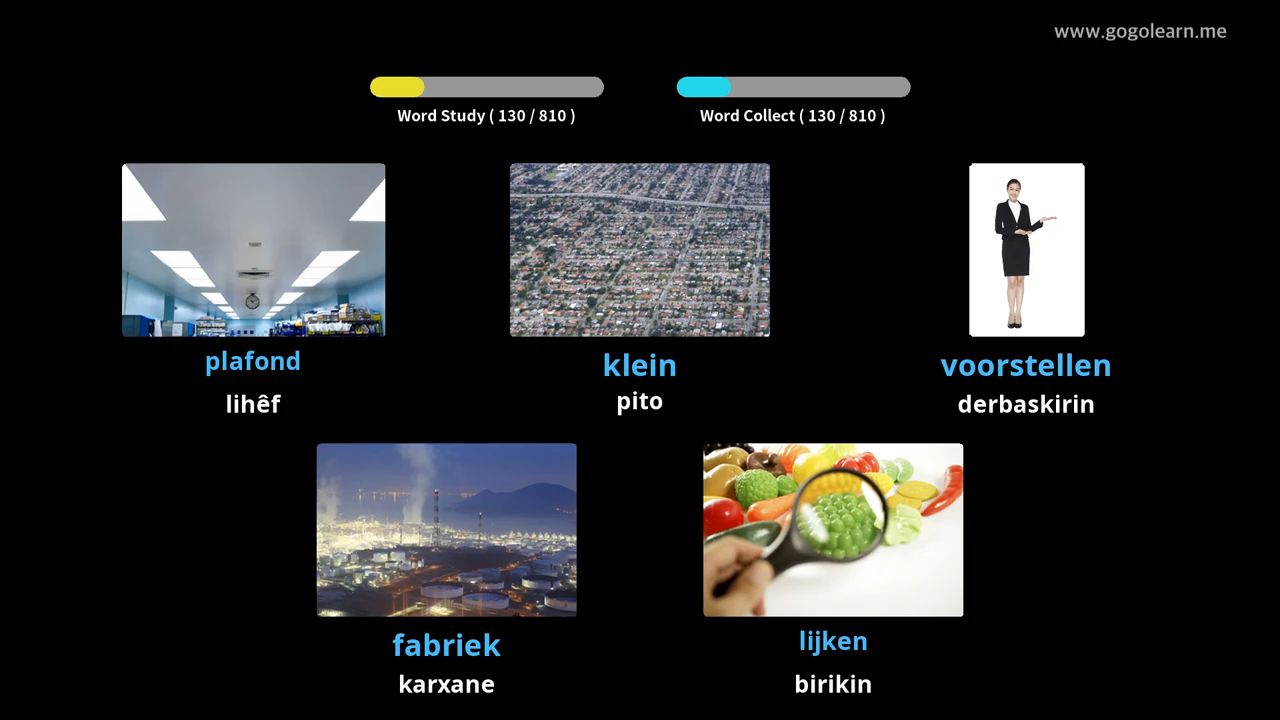 www.gogolearn.me
Word Study ( 130 / 810 )
Word Collect ( 130 / 810 )
plafond
lihêf
klein
pito
voorstellen
derbaskirin
fabriek
karxane
lijken
birikin